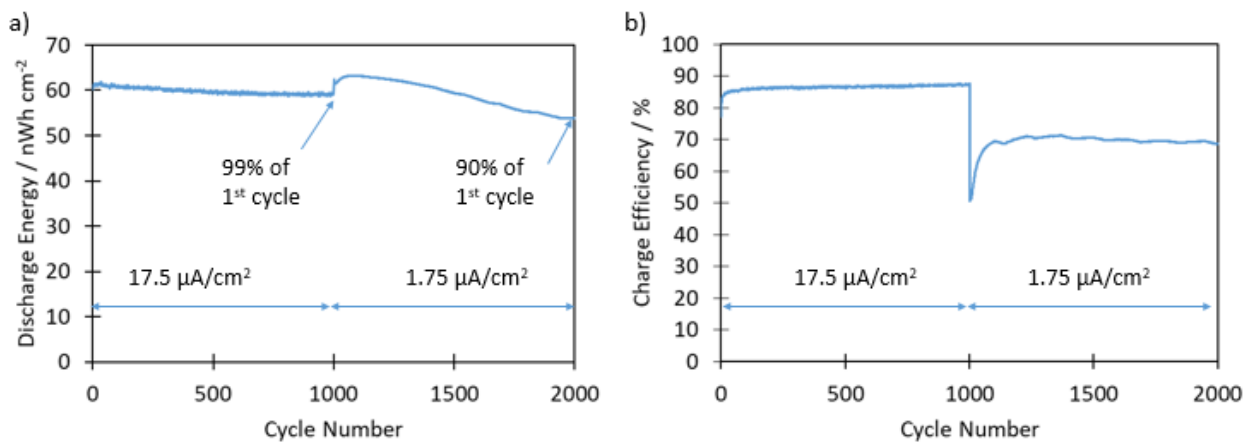 a)
Discharge Energy / nWh cm⁻²
70
60
50
40
30
20
10
0
99% of
1ˢᵗ cycle
90% of
1ˢᵗ cycle
17.5 µA/cm²
1.75 µA/cm²
0
500
1000
1500
2000
Cycle Number
b)
Charge Efficiency / %
100
90
80
70
60
50
40
30
20
10
0
17.5 µA/cm²
1.75 µA/cm²
0
500
1000
1500
2000
Cycle Number